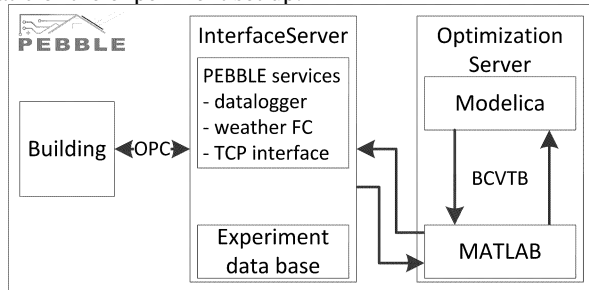 PEBBLE
InterfaceServer
PEBBLE services
- datalogger
- weather FC
- TCP interface
Experiment
data base
Building
OPC
Optimization
Server
Modelica
BCVTB
MATLAB